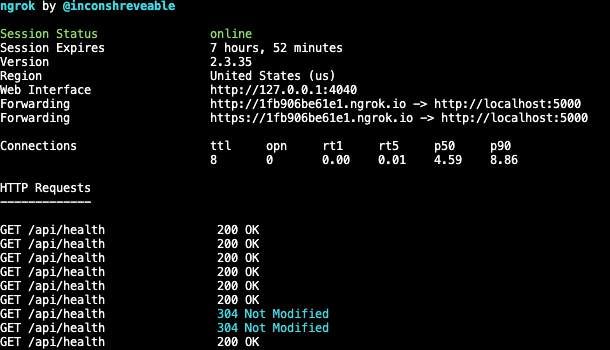 ngrok by @inconshreveable
Session Status online
Session Expires 7 hours, 52 minutes
Version 2.3.35
Region United States (us)
Web Interface http://127.0.0.1:4040
Forwarding http://1fb906be61e1.ngrok.io -> http://localhost:5000
Forwarding https://1fb906be61e1.ngrok.io -> http://localhost:5000
Connections ttl opn rt1 rt5 p50 p90
8 0 0.00 0.01 4.59 8.86
HTTP Requests
-------------
GET /api/health 200 OK
GET /api/health 200 OK
GET /api/health 200 OK
GET /api/health 200 OK
GET /api/health 200 OK
GET /api/health 200 OK
GET /api/health 304 Not Modified
GET /api/health 304 Not Modified
GET /api/health 200 OK